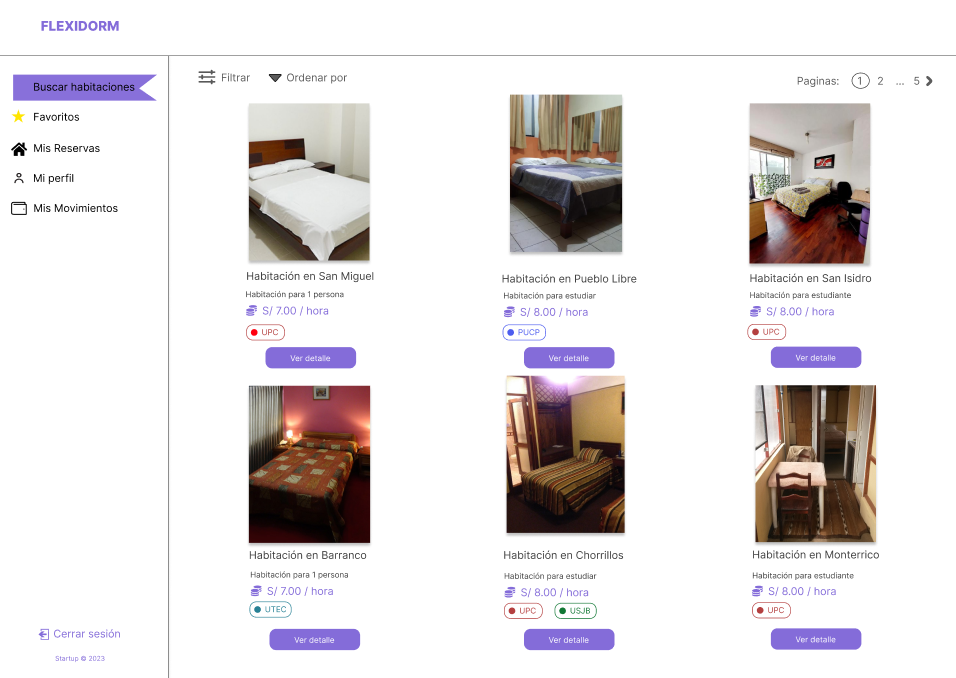 FLEXIDORM
Buscar habitaciones
Favoritos
Mis Reservas
Mi perfil
Mis Movimientos
Cerrar sesión
Startup © 2023
Filtrar
Ordenar por
Paginas: 1 2 ... 5
Habitación en San Miguel
Habitación para 1 persona
S/ 7.00 / hora
UPC
Ver detalle
Habitación en Pueblo Libre
Habitación para estudiar
S/ 8.00 / hora
PUCP
Ver detalle
Habitación en San Isidro
Habitación para estudiante
S/ 8.00 / hora
UPC
Ver detalle
Habitación en Barranco
Habitación para 1 persona
S/ 7.00 / hora
UTEC
Ver detalle
Habitación en Chorrillos
Habitación para estudiar
S/ 8.00 / hora
UPC USJB
Ver detalle
Habitación en Monterrico
Habitación para estudiante
S/ 8.00 / hora
UPC
Ver detalle